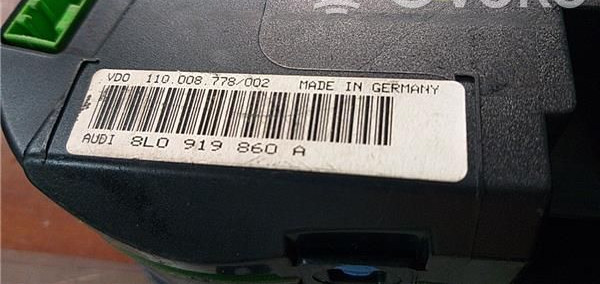 VDO 110.008.778/002 MADE IN GERMANY
AUDI 8L0 919 860 A